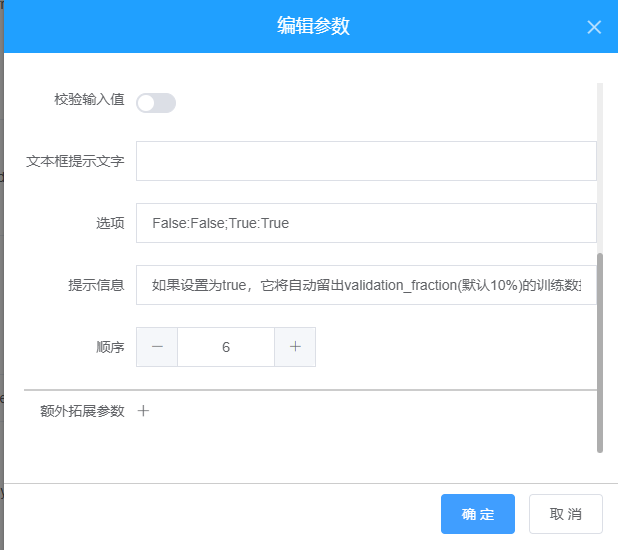 编辑参数
校验输入值
文本框提示文字
选项 False:False;True:True
提示信息 如果设置为true，它将自动留出validation_fraction(默认10%)的训练数
顺序 6
额外拓展参数
确 定 取 消